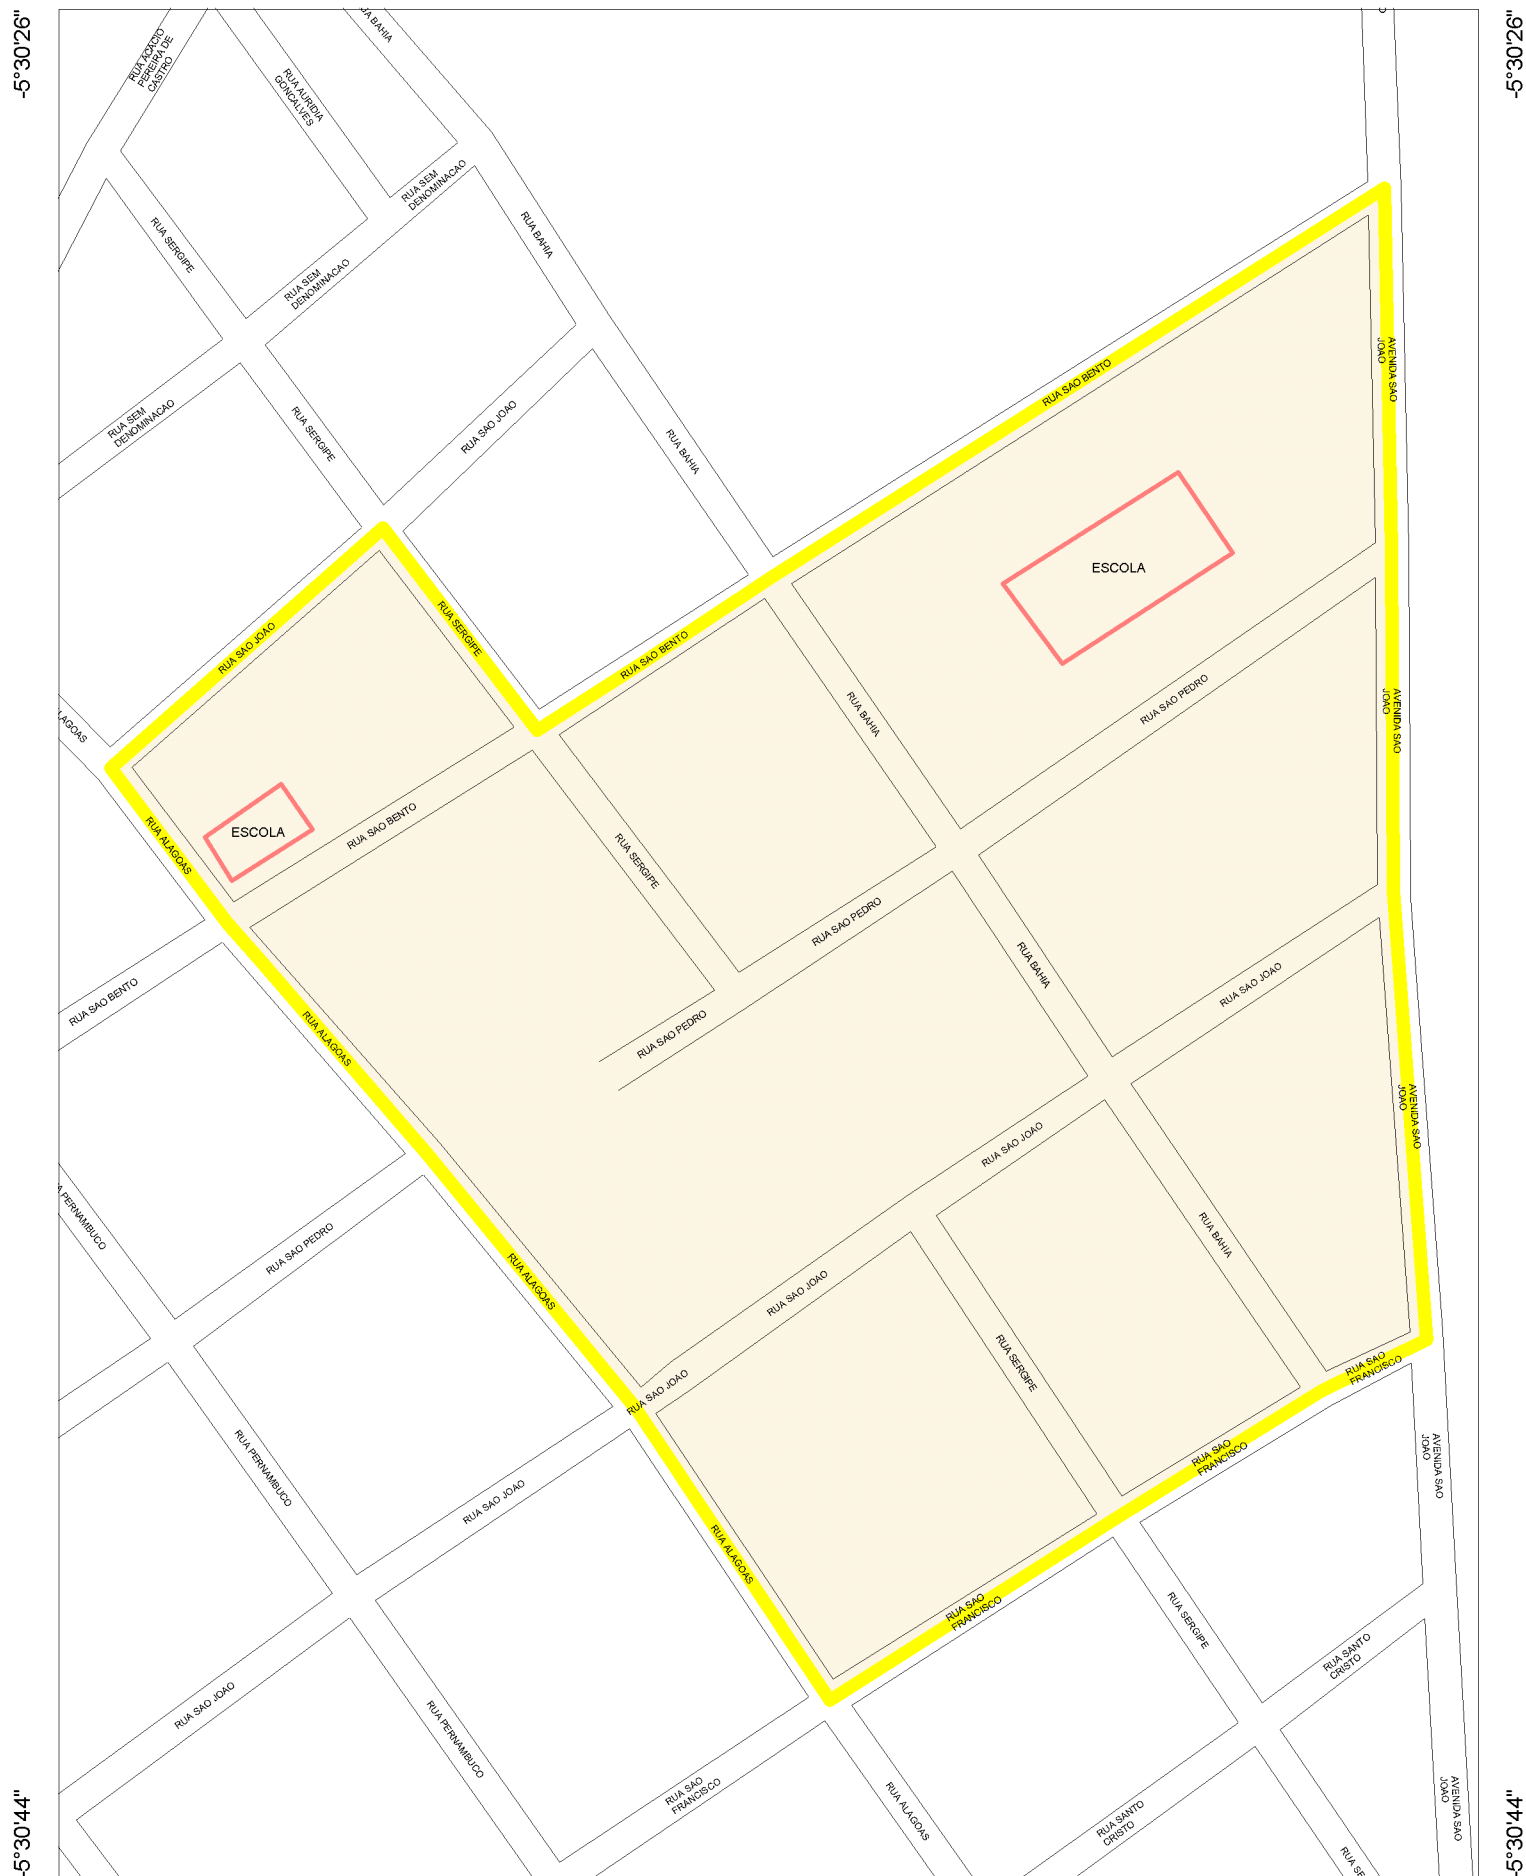 -5°30'26"
-5°30'26"
RUA ACACIO
PEREIRA DE
CASTRO
RUA AURIDIA
GONCALVES
RUA BAHIA
RUA SEM
DENOMINACAO
RUA SERGIPE
RUA BAHIA
RUA SEM
DENOMINACAO
AVENIDA SAO
JOAO
RUA SAO BENTO
RUA SEM
DENOMINACAO
RUA SERGIPE
RUA SAO JOAO
RUA BAHIA
ESCOLA
RUA SAO JOAO
RUA SERGIPE
RUA SAO BENTO
RUA SAO PEDRO
RUA BAHIA
AVENIDA SAO
JOAO
LAGOAS
ESCOLA
RUA ALAGOAS
RUA SAO BENTO
RUA SERGIPE
RUA SAO PEDRO
RUA BAHIA
RUA SAO JOAO
RUA SAO BENTO
RUA ALAGOAS
RUA SAO PEDRO
AVENIDA SAO
JOAO
RUA SAO JOAO
A PERNAMBUCO
RUA SAO PEDRO
RUA ALAGOAS
RUA SAO JOAO
RUA BAHIA
RUA SERGIPE
RUA SAO JOAO
RUA SAO
FRANCISCO
RUA SAO
FRANCISCO
AVENIDA SAO
JOAO
RUA PERNAMBUCO
RUA SAO JOAO
RUA ALAGOAS
RUA SAO
FRANCISCO
RUA SERGIPE
RUA SANTO
CRISTO
RUA SAO JOAO
RUA PERNAMBUCO
RUA SAO
FRANCISCO
RUA ALAGOAS
RUA SANTO
CRISTO
AVENIDA SAO
JOAO
RUA SE
-5°30'44"
-5°30'44"